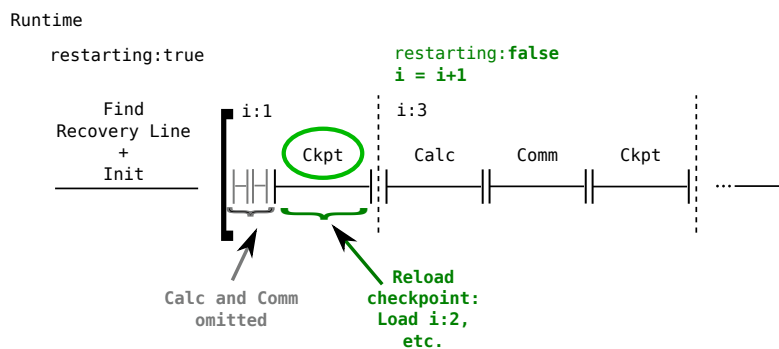 Runtime
restarting:true
restarting:false
i = i+1
Find
Recovery Line
+
Init
i:1
i:3
Ckpt
Calc
Comm
Ckpt
...
Calc and Comm
omitted
Reload
checkpoint:
Load i:2,
etc.